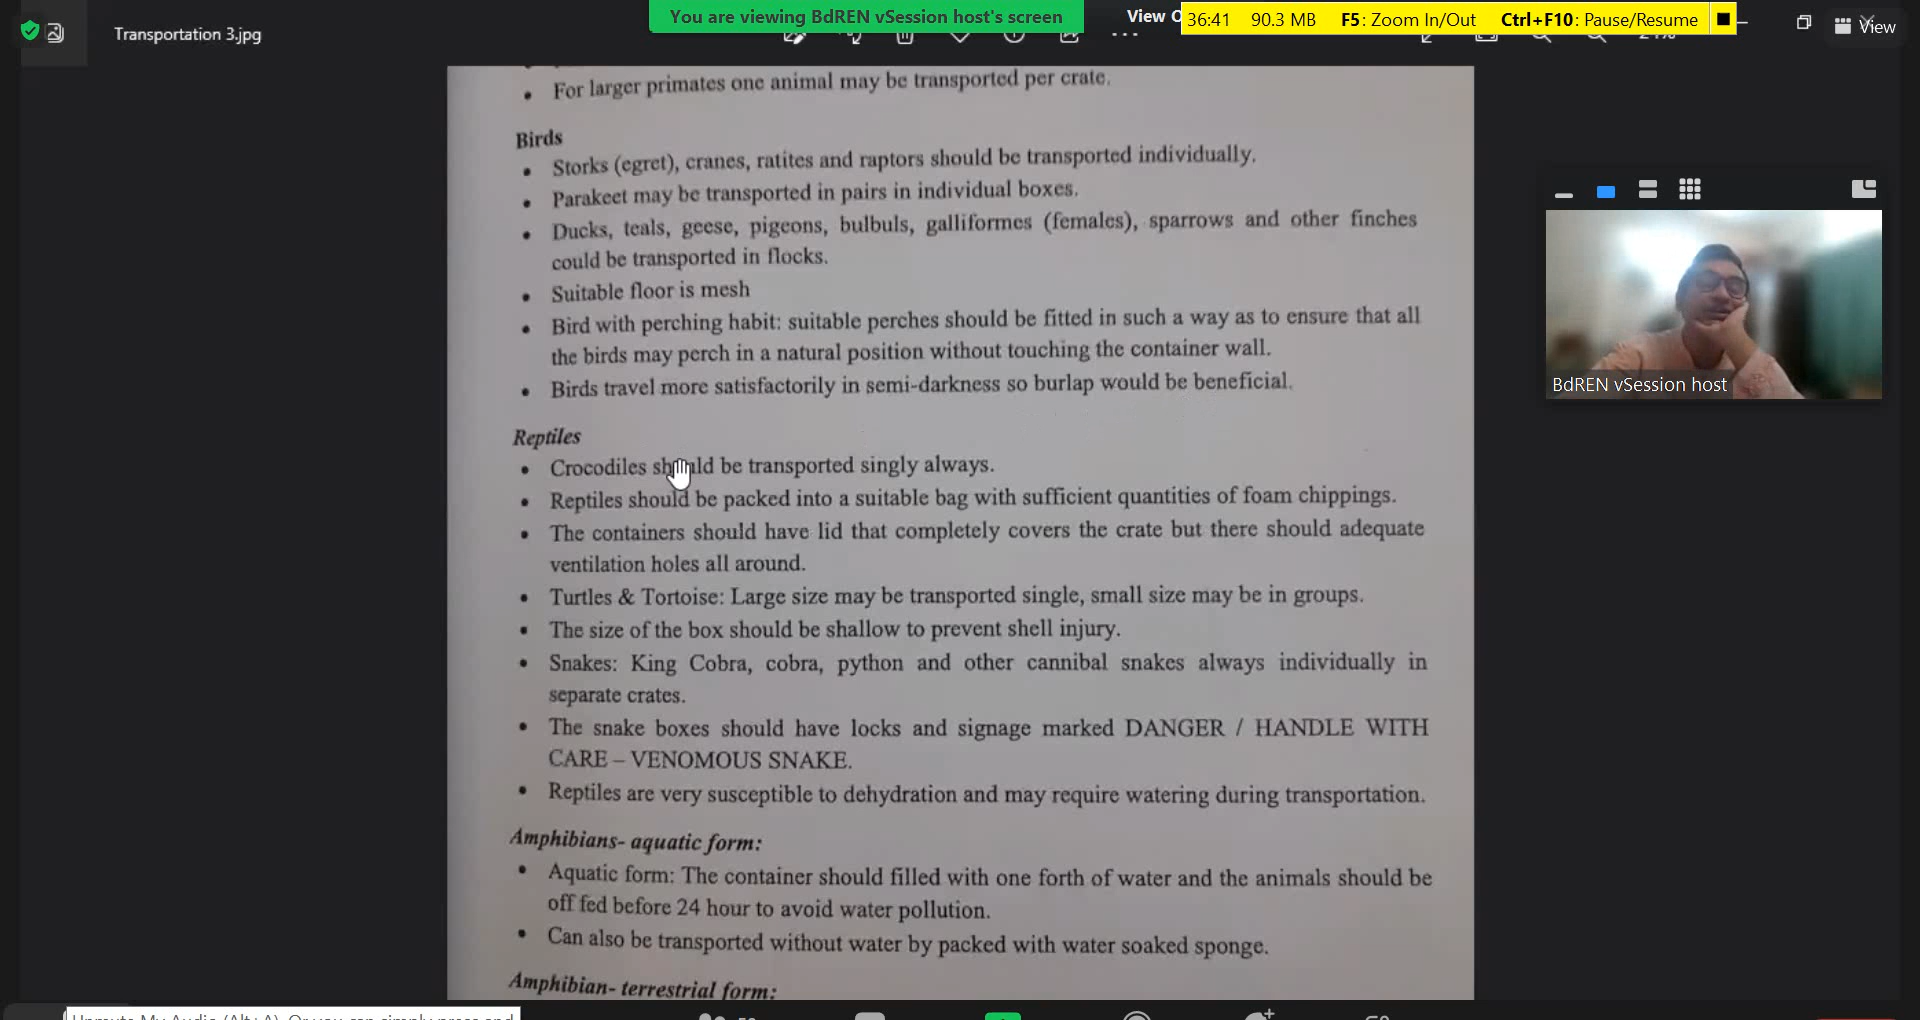 Transportation 3.jpg
You are viewing BdREN vSession host's screen
View O
36:41 90.3 MB F5: Zoom In/Out Ctrl+F10: Pause/Resume
View
• For larger primates one animal may be transported per crate.
Birds
• Storks (egret), cranes, ratites and raptors should be transported individually.
• Parakeet may be transported in pairs in individual boxes.
• Ducks, teals, geese, pigeons, bulbuls, galliformes (females), sparrows and other finches
could be transported in flocks.
• Suitable floor is mesh
• Bird with perching habit: suitable perches should be fitted in such a way as to ensure that all
the birds may perch in a natural position without touching the container wall.
• Birds travel more satisfactorily in semi-darkness so burlap would be beneficial.
BdREN vSession host
Reptiles
• Crocodiles should be transported singly always.
• Reptiles should be packed into a suitable bag with sufficient quantities of foam chippings.
• The containers should have lid that completely covers the crate but there should adequate
ventilation holes all around.
• Turtles & Tortoise: Large size may be transported single, small size may be in groups.
• The size of the box should be shallow to prevent shell injury.
• Snakes: King Cobra, cobra, python and other cannibal snakes always individually in
separate crates.
• The snake boxes should have locks and signage marked DANGER / HANDLE WITH
CARE – VENOMOUS SNAKE.
• Reptiles are very susceptible to dehydration and may require watering during transportation.
Amphibians- aquatic form:
• Aquatic form: The container should filled with one forth of water and the animals should be
off fed before 24 hour to avoid water pollution.
• Can also be transported without water by packed with water soaked sponge.
Amphibian- terrestrial form: